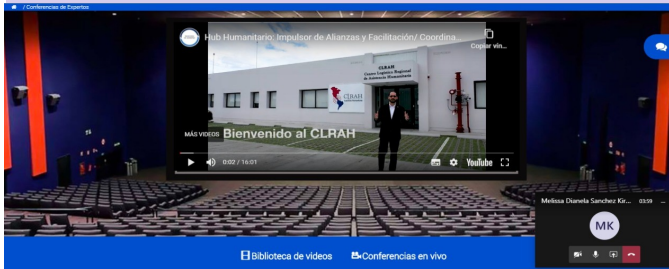 / Conferencias de Expertos
Hub Humanitario: Impulsor de Alianzas y Facilitación/ Coordina...
Copiar vin...
CLRAH
Centro Logístico Regional
de Asistencia Humanitaria
CLRAH
MÁS VIDEOS
Bienvenido al CLRAH
0:02 / 16:01
YouTube
Melissa Dianela Sanchez Kir...
03:59
...
MK
Biblioteca de videos
Conferencias en vivo